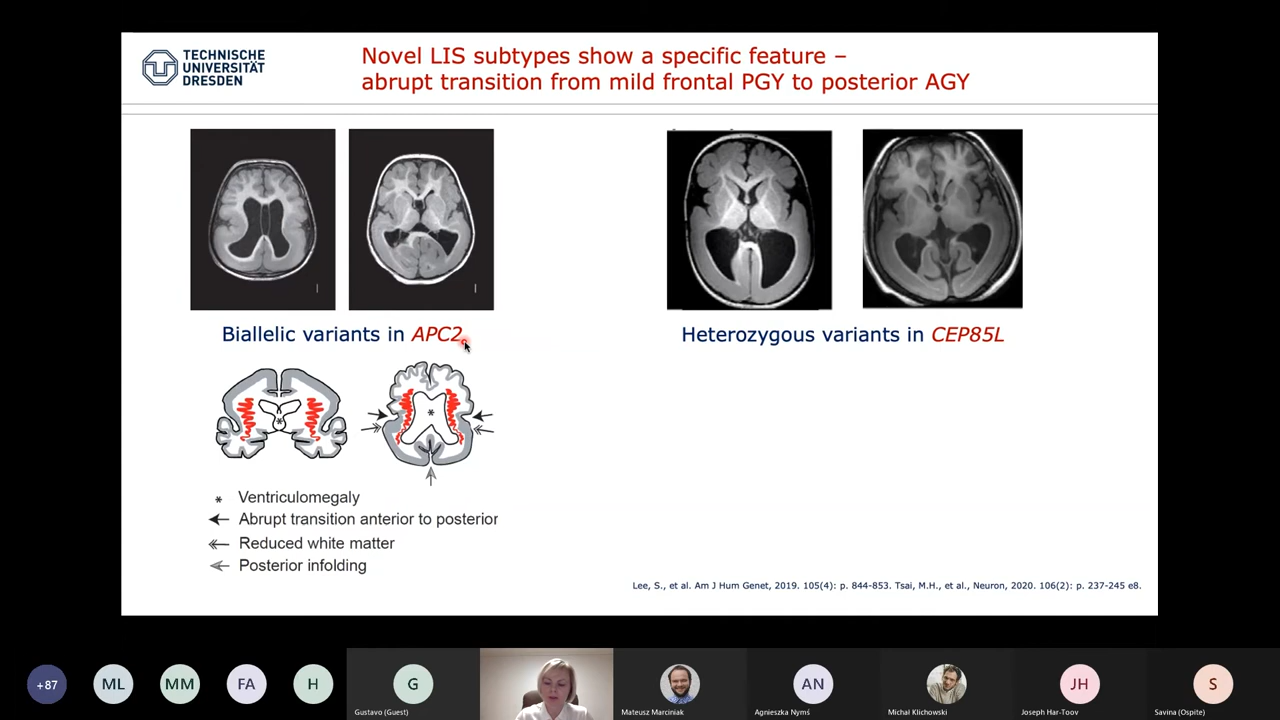 TECHNISCHE
UNIVERSITÄT
DRESDEN
Novel LIS subtypes show a specific feature –
abrupt transition from mild frontal PGY to posterior AGY
Biallelic variants in APC2
Heterozygous variants in CEP85L
* Ventriculomegaly
Abrupt transition anterior to posterior
Reduced white matter
Posterior infolding
Lee, S., et al. Am J Hum Genet, 2019. 105(4): p. 844-853. Tsai, M.H., et al., Neuron, 2020. 106(2): p. 237-245 e8.
+87
ML
MM
FA
H
G
AN
JH
S
Gustavo (Guest)
Mateusz Marciniak
Agnieszka Nymś
Michał Klichowski
Joseph Har-Toov
Savina (Ospite)